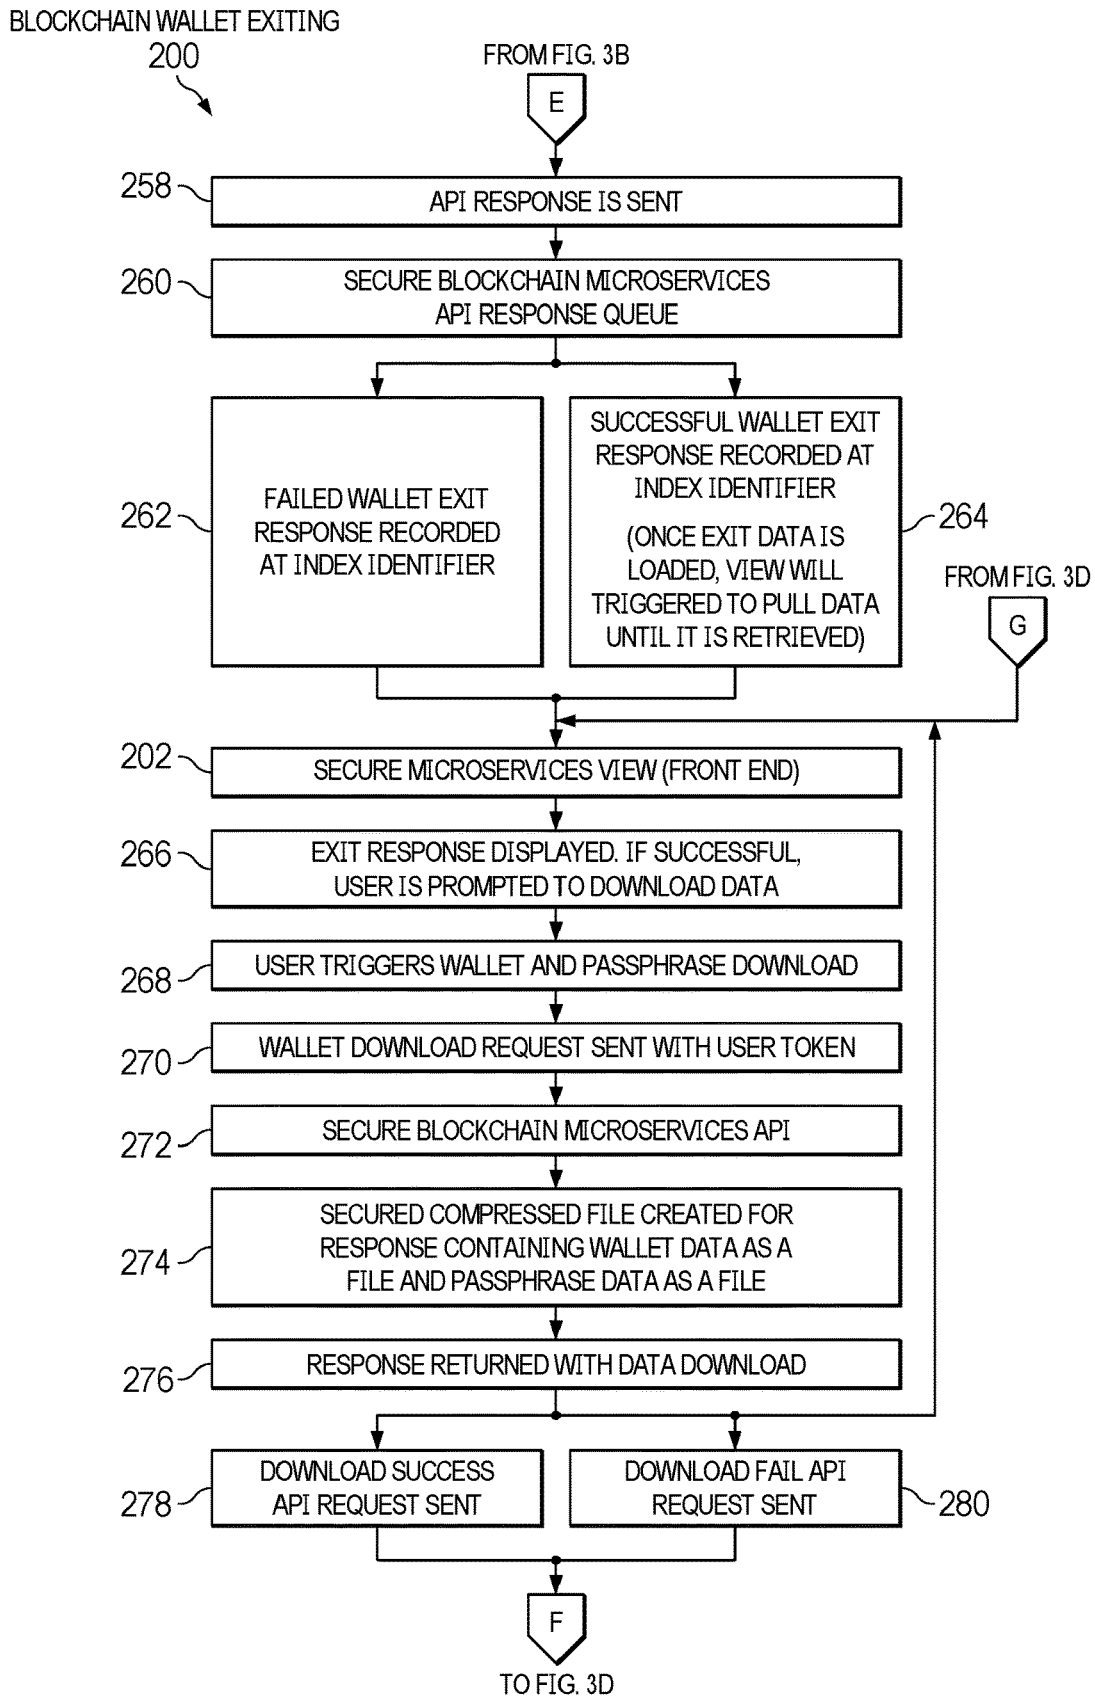 BLOCKCHAIN WALLET EXITING
200
FROM FIG. 3B
E
258
API RESPONSE IS SENT
260
SECURE BLOCKCHAIN MICROSERVICES
API RESPONSE QUEUE
262
FAILED WALLET EXIT
RESPONSE RECORDED
AT INDEX IDENTIFIER
SUCCESSFUL WALLET EXIT
RESPONSE RECORDED AT
INDEX IDENTIFIER
(ONCE EXIT DATA IS
LOADED, VIEW WILL
TRIGGERED TO PULL DATA
UNTIL IT IS RETRIEVED)
264
FROM FIG. 3D
G
202
SECURE MICROSERVICES VIEW (FRONT END)
266
EXIT RESPONSE DISPLAYED. IF SUCCESSFUL,
USER IS PROMPTED TO DOWNLOAD DATA
268
USER TRIGGERS WALLET AND PASSPHRASE DOWNLOAD
270
WALLET DOWNLOAD REQUEST SENT WITH USER TOKEN
272
SECURE BLOCKCHAIN MICROSERVICES API
274
SECURED COMPRESSED FILE CREATED FOR
RESPONSE CONTAINING WALLET DATA AS A
FILE AND PASSPHRASE DATA AS A FILE
276
RESPONSE RETURNED WITH DATA DOWNLOAD
278
DOWNLOAD SUCCESS
API REQUEST SENT
DOWNLOAD FAIL API
REQUEST SENT
280
F
TO FIG. 3D